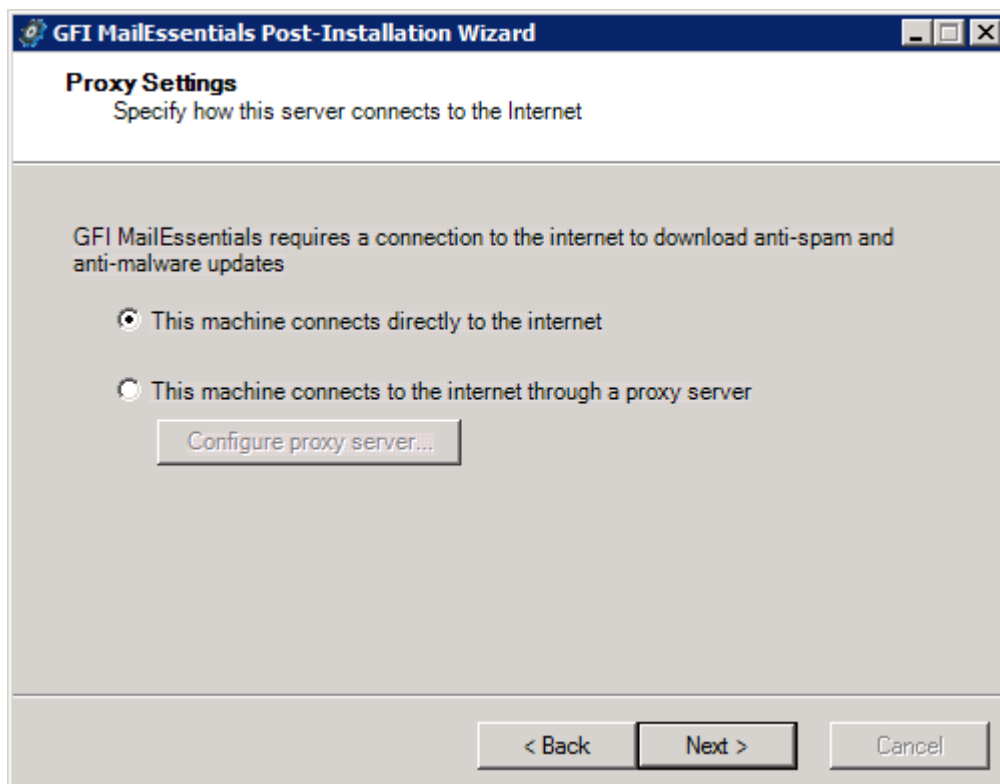 GFI MailEssentials Post-Installation Wizard
Proxy Settings
Specify how this server connects to the Internet
GFI MailEssentials requires a connection to the internet to download anti-spam and
anti-malware updates
This machine connects directly to the internet
This machine connects to the internet through a proxy server
Configure proxy server...
< Back Next > Cancel